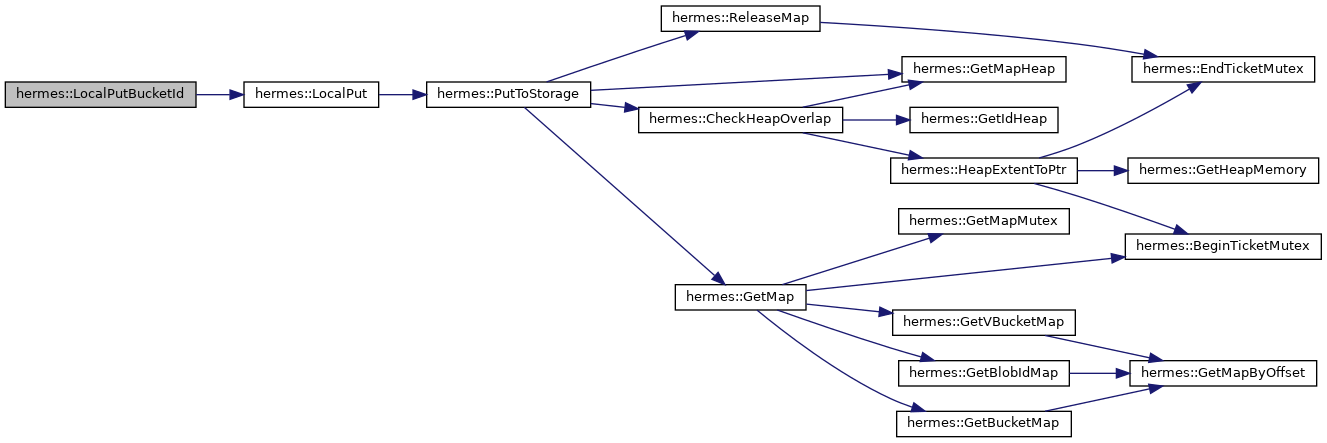 hermes::LocalPutBucketId
hermes::LocalPut
hermes::PutToStorage
hermes::ReleaseMap
hermes::GetMapHeap
hermes::CheckHeapOverlap
hermes::GetIdHeap
hermes::HeapExtentToPtr
hermes::EndTicketMutex
hermes::GetHeapMemory
hermes::BeginTicketMutex
hermes::GetMap
hermes::GetMapMutex
hermes::GetVBucketMap
hermes::GetBlobIdMap
hermes::GetBucketMap
hermes::GetMapByOffset